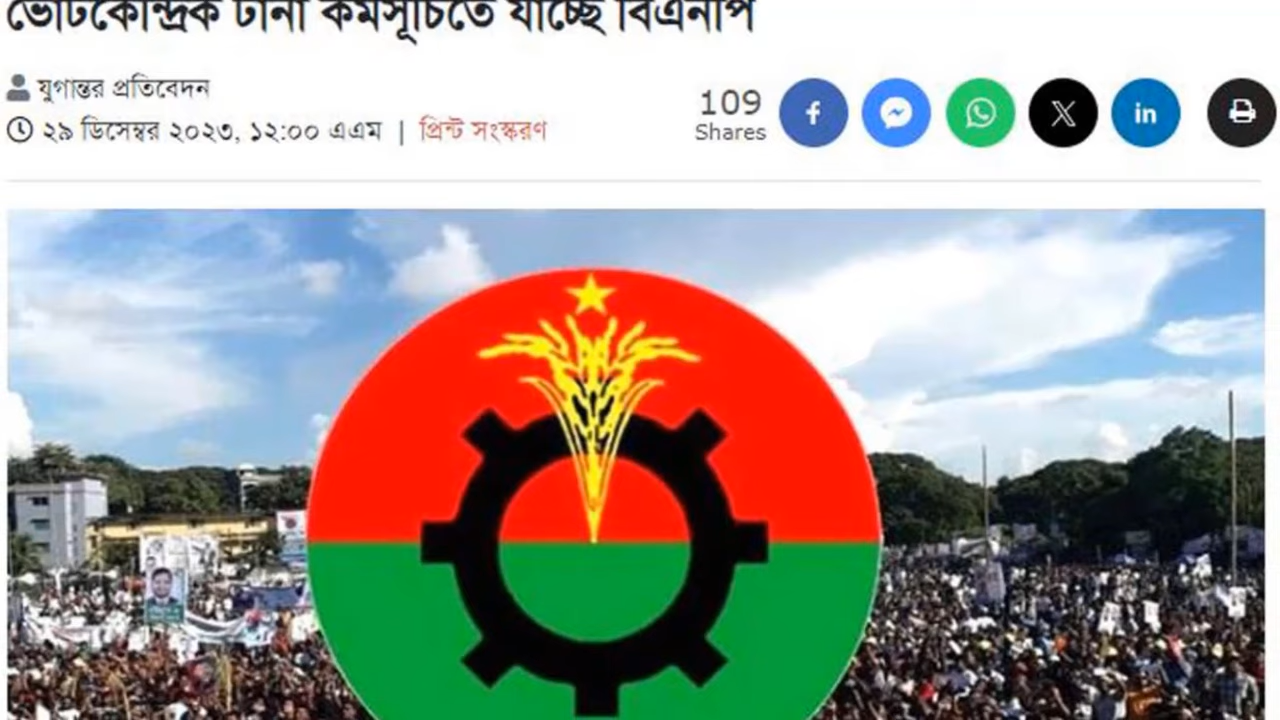 ভোটকেন্দ্রিক টানা কর্মসূচিতে যাচ্ছে বিএনপি
যুগান্তর প্রতিবেদন
২৯ ডিসেম্বর ২০২৩, ১২:০০ এএম | প্রিন্ট সংস্করণ
109
Shares